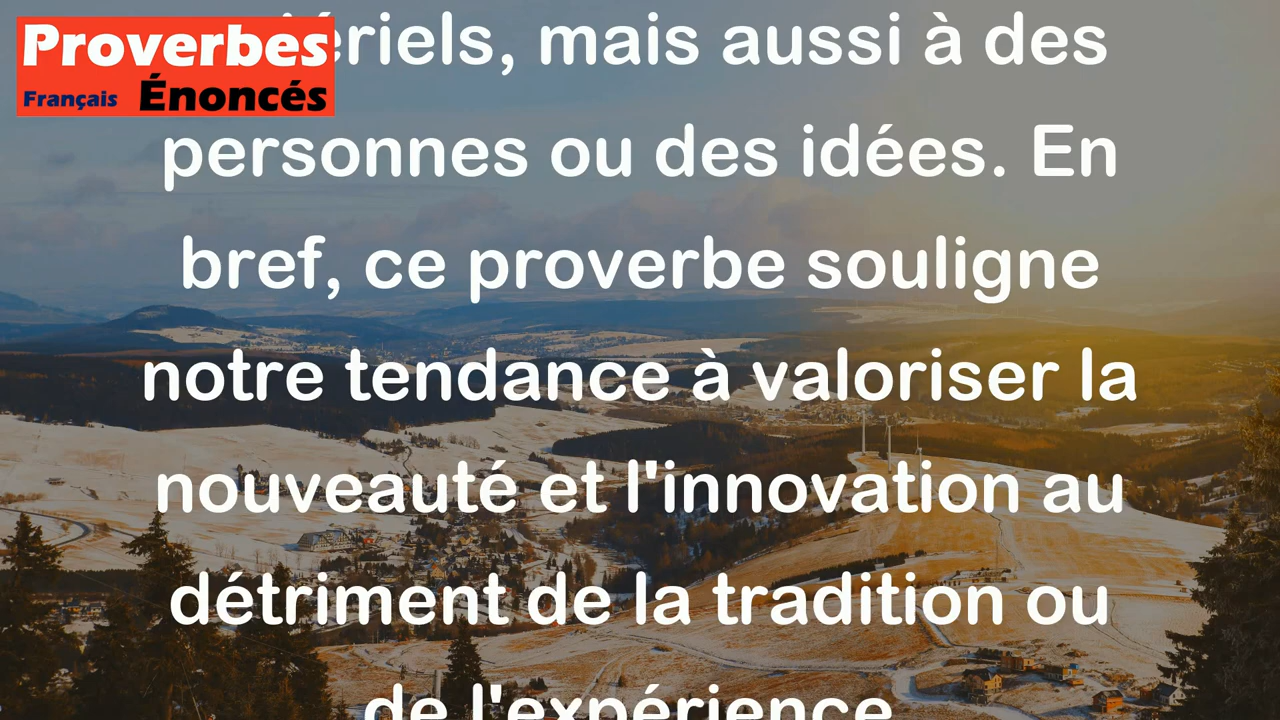 Proverbes
Français Énoncés
mais aussi à des
personnes ou des idées. En
bref, ce proverbe souligne
notre tendance à valoriser la
nouveauté et l'innovation au
détriment de la tradition ou
de l'expérience